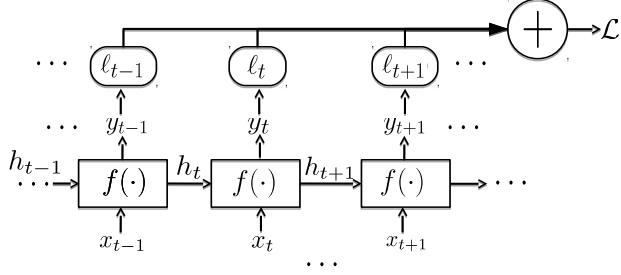 + ℒ
… ℓ_{t-1} ℓ_t ℓ_{t+1} …
… y_{t-1} y_t y_{t+1} …
h_{t-1} h_t h_{t+1}
… f(·) f(·) f(·) …
x_{t-1} x_t x_{t+1}
…